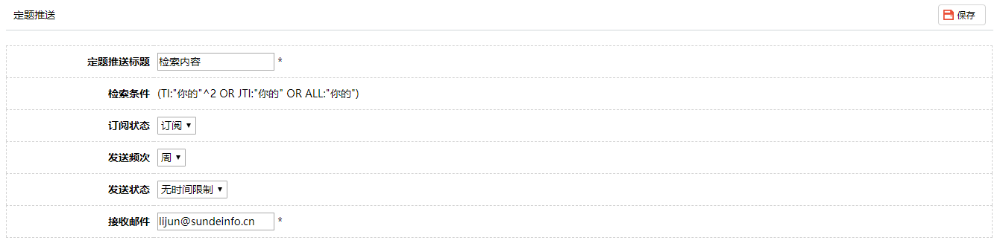 定题推送
保存
定题推送标题 检索内容 *
检索条件 (TI:"你的"^2 OR JTI:"你的" OR ALL:"你的")
订阅状态 订阅 ▼
发送频次 周 ▼
发送状态 无时间限制 ▼
接收邮件 lijun@sundeinfo.cn *